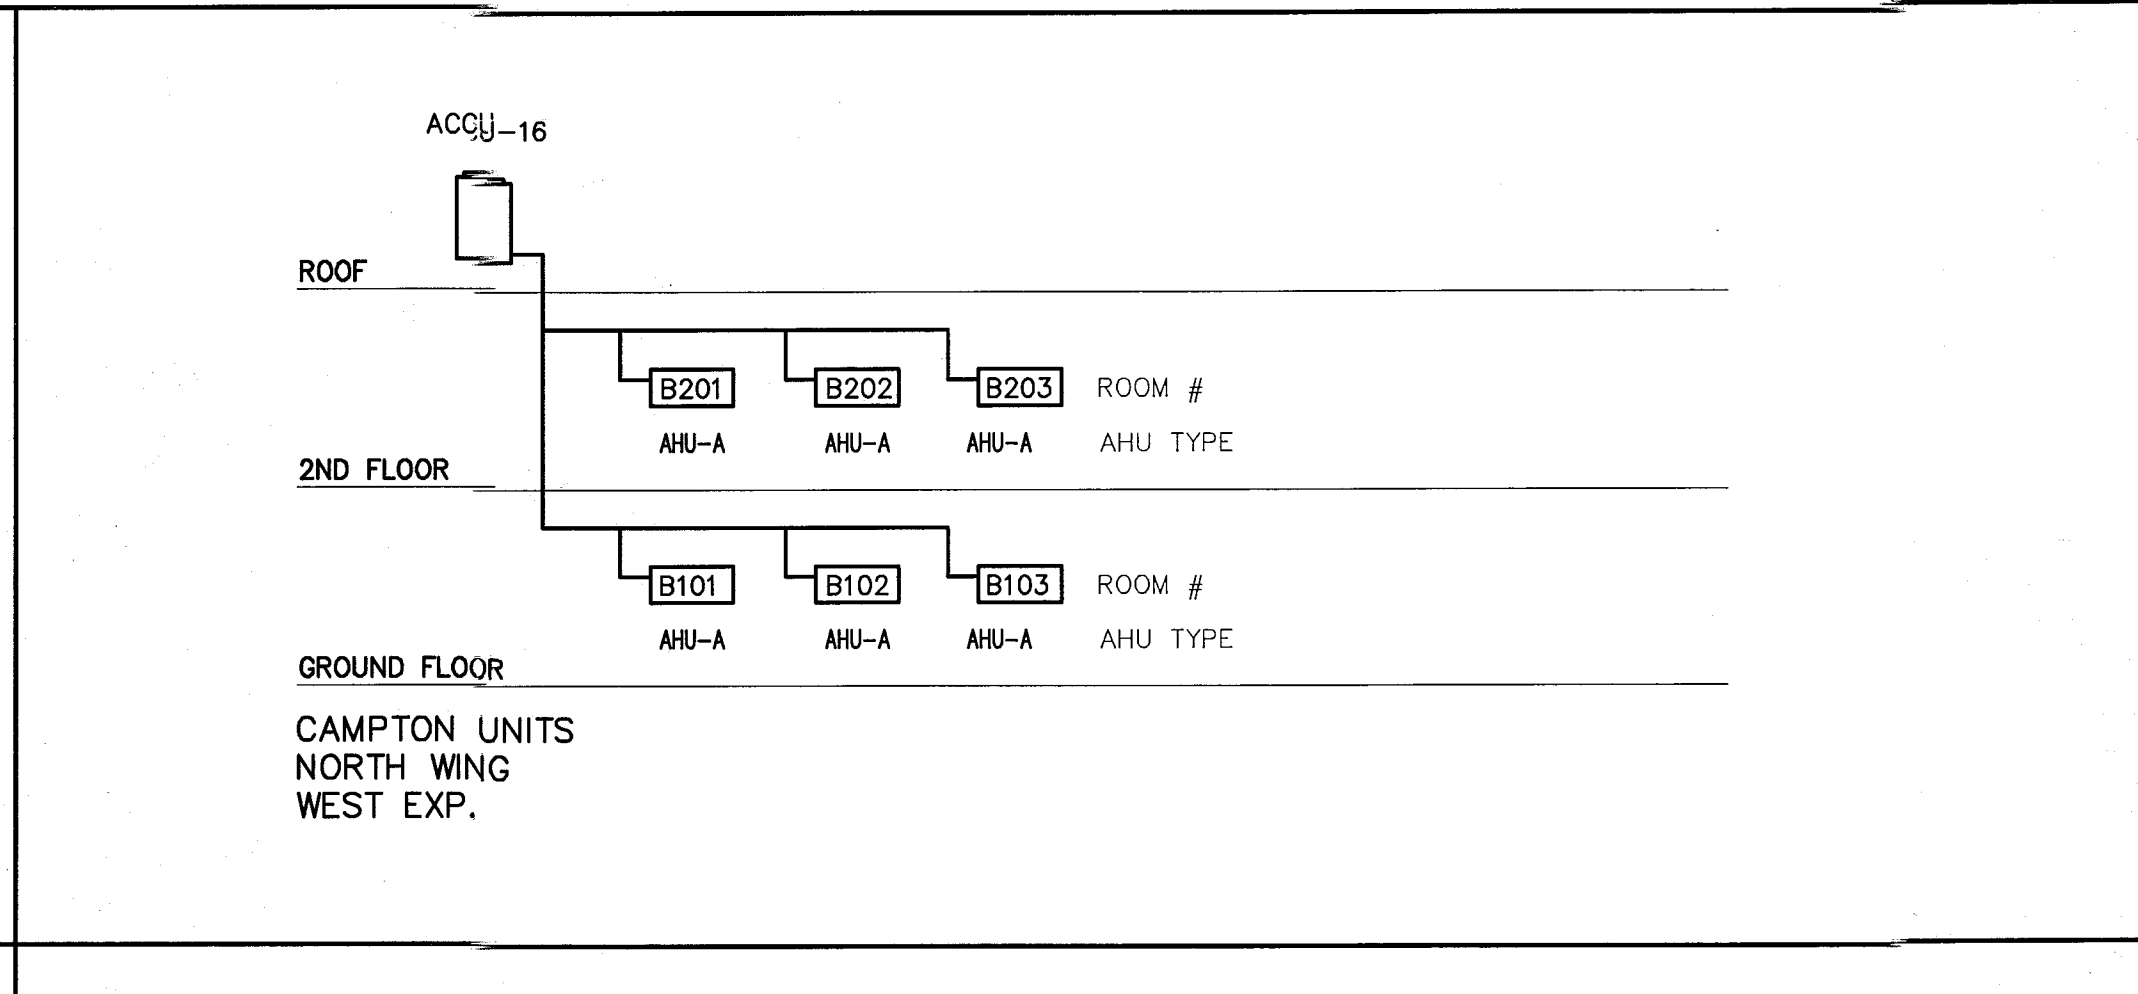 ACCU-16
ROOF
B201 B202 B203 ROOM #
AHU-A AHU-A AHU-A AHU TYPE
2ND FLOOR
B101 B102 B103 ROOM #
AHU-A AHU-A AHU-A AHU TYPE
GROUND FLOOR
CAMPTON UNITS
NORTH WING
WEST EXP.